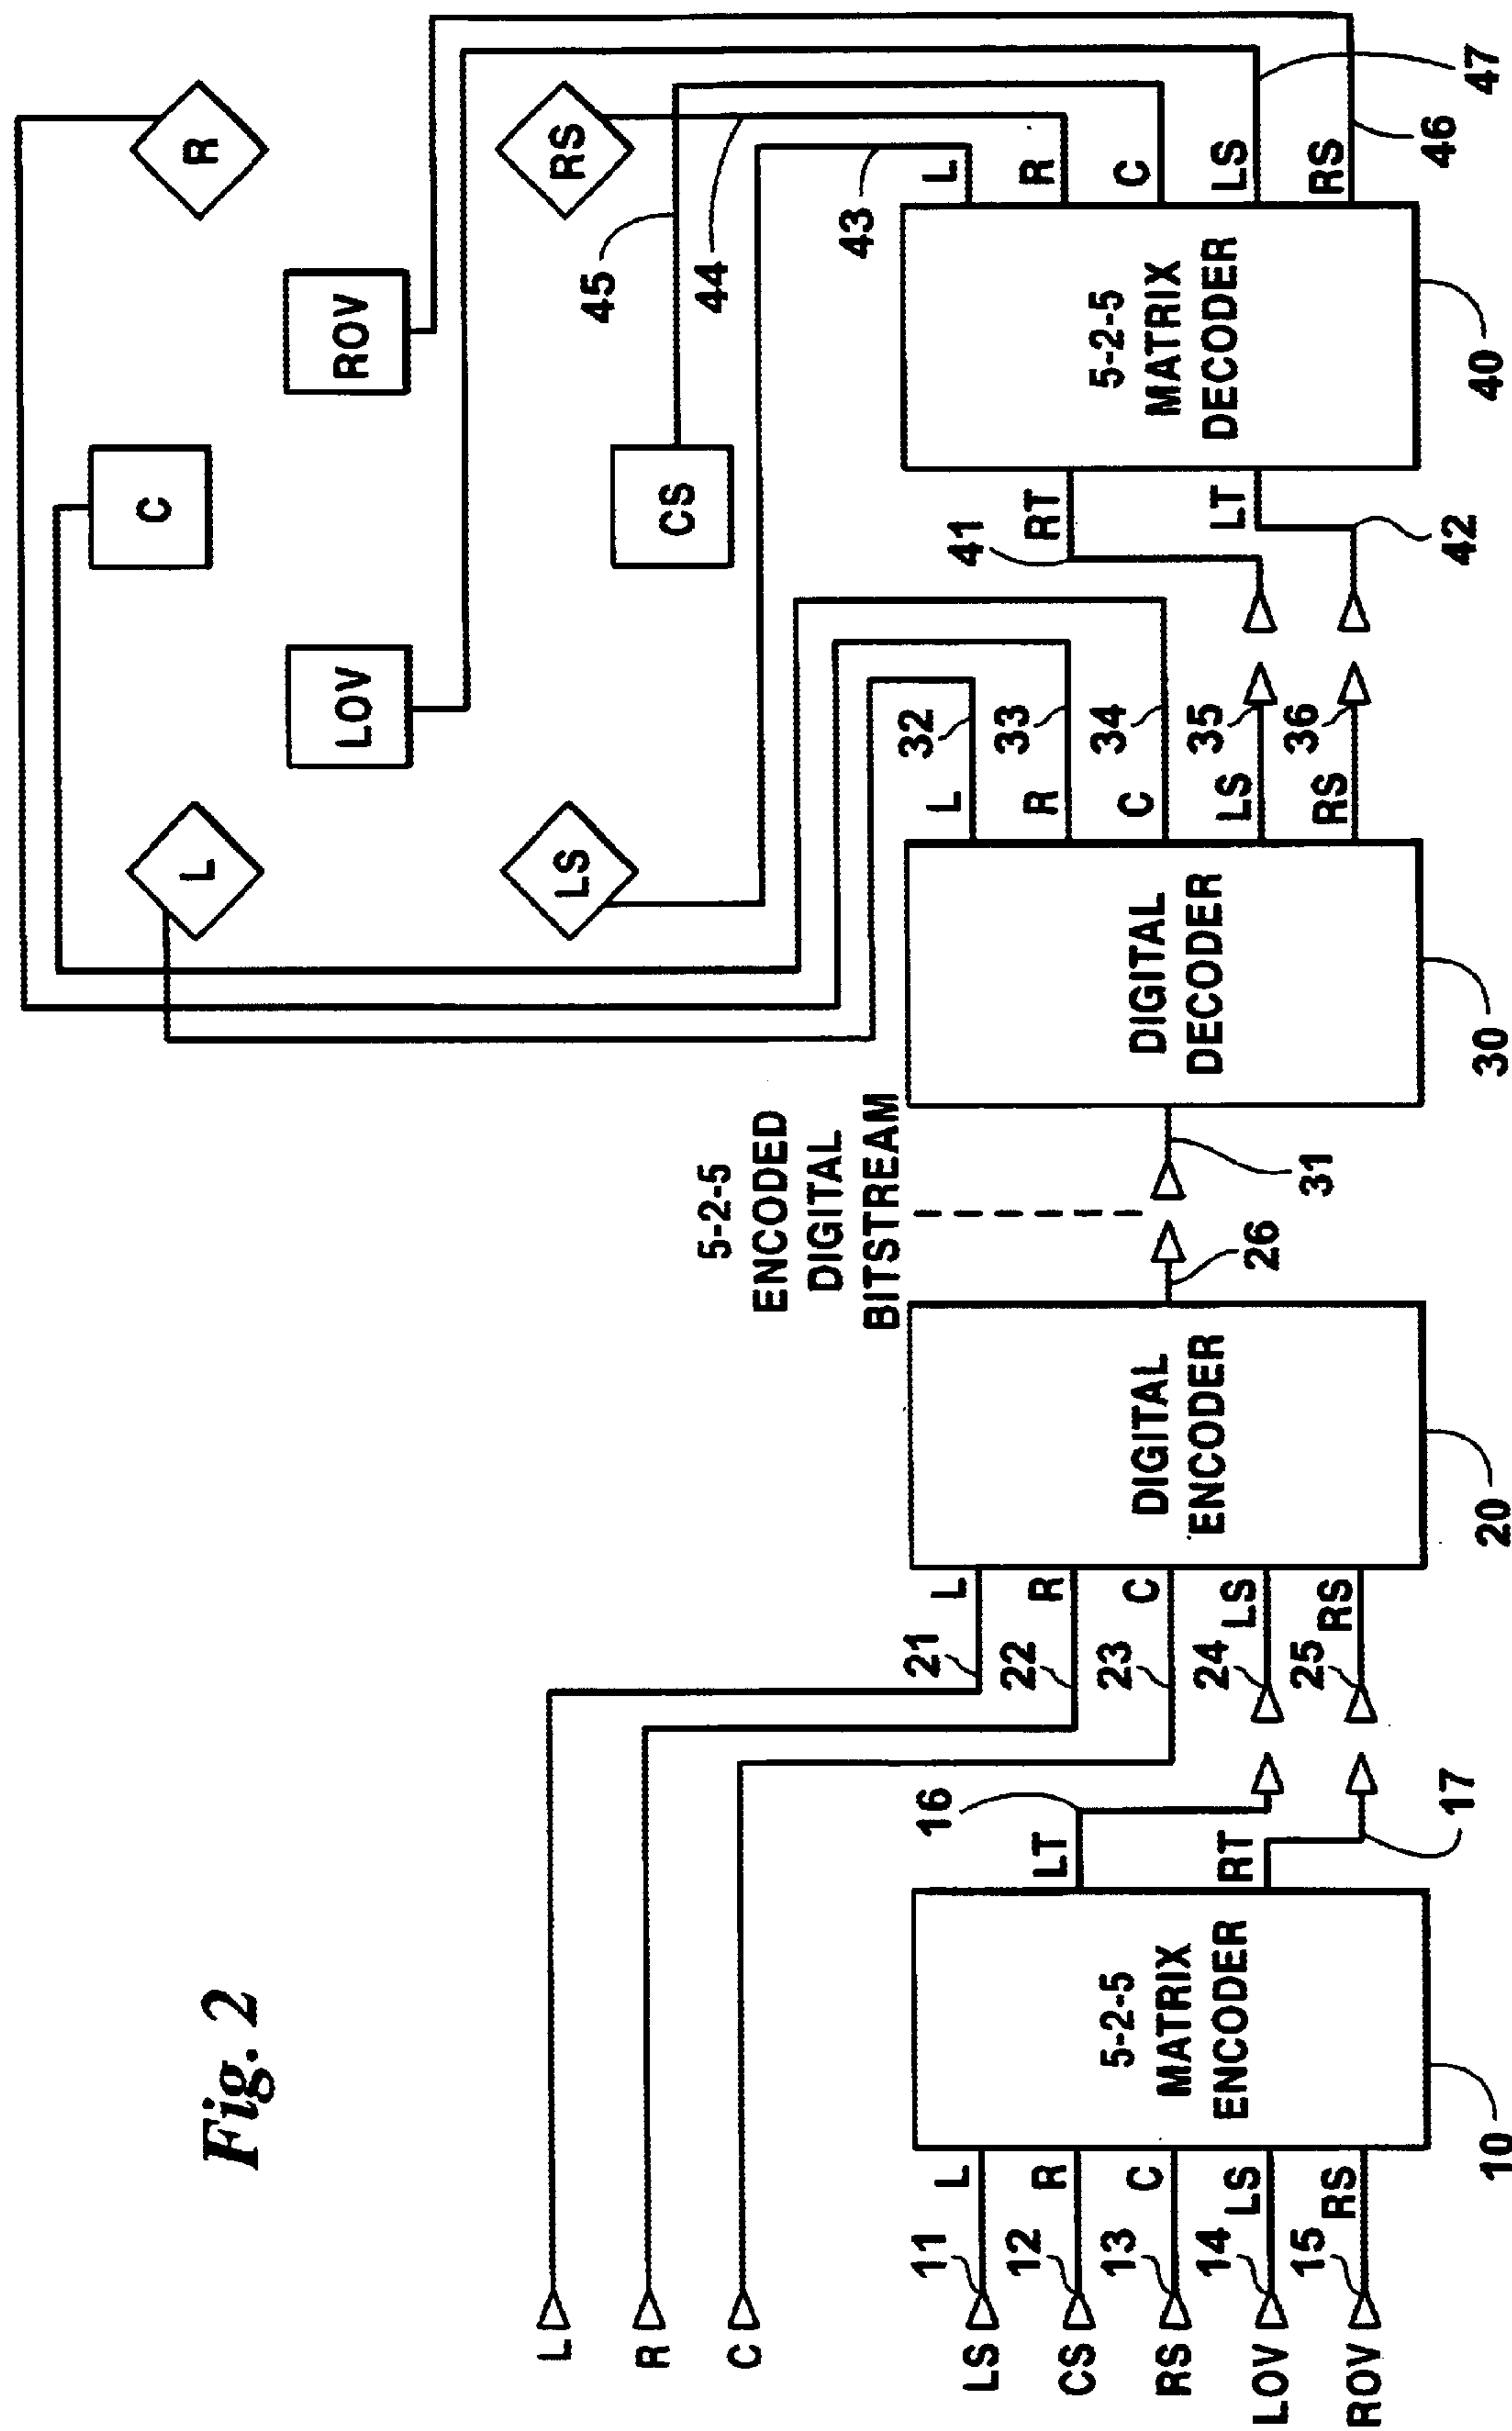 Fig. 2
L
R
C
LS
CS
RS
LOV
ROV
11
12
13
14
15
L
R
C
LS
RS
5-2-5
MATRIX
ENCODER
10
LT
RT
16
17
21
22
23
24
25
L
R
C
LS
RS
DIGITAL
ENCODER
20
26
5-2-5
ENCODED
DIGITAL
BITSTREAM
31
DIGITAL
DECODER
30
L
R
C
LS
RS
32
33
34
35
36
41
42
RT
LT
5-2-5
MATRIX
DECODER
40
L
R
C
LS
RS
43
44
45
46
47
L
C
R
LOV
ROV
LS
CS
RS